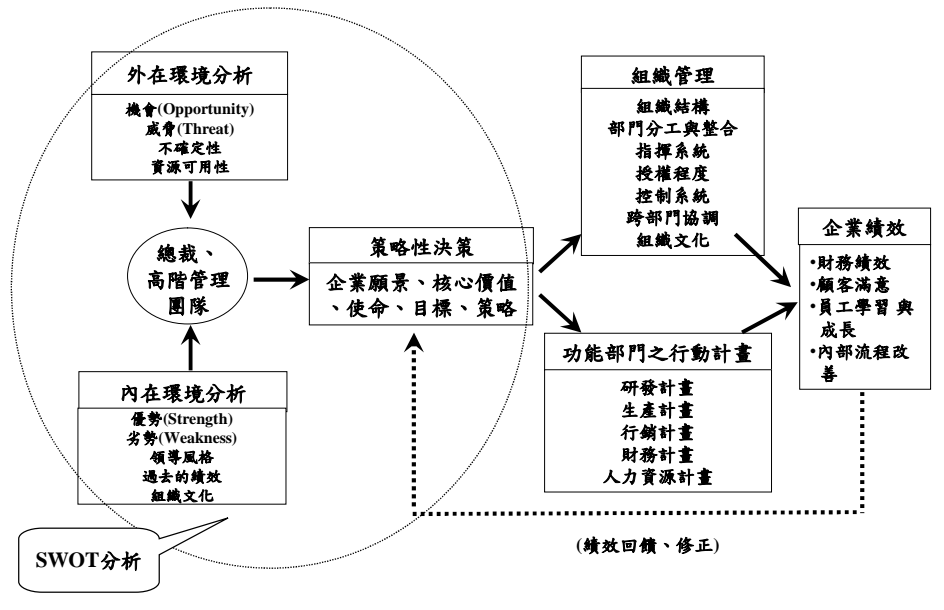 外在環境分析
機會(Opportunity)
威脅(Threat)
不確定性
資源可用性
總裁、
高階管理
團隊
內在環境分析
優勢(Strength)
劣勢(Weakness)
領導風格
過去的績效
組織文化
SWOT分析
策略性決策
企業願景、核心價值
、使命、目標、策略
組織管理
組織結構
部門分工與整合
指揮系統
授權程度
控制系統
跨部門協調
組織文化
功能部門之行動計畫
研發計畫
生產計畫
行銷計畫
財務計畫
人力資源計畫
企業績效
•財務績效
•顧客滿意
•員工學習 與
成長
•內部流程改
善
(績效回饋、修正)